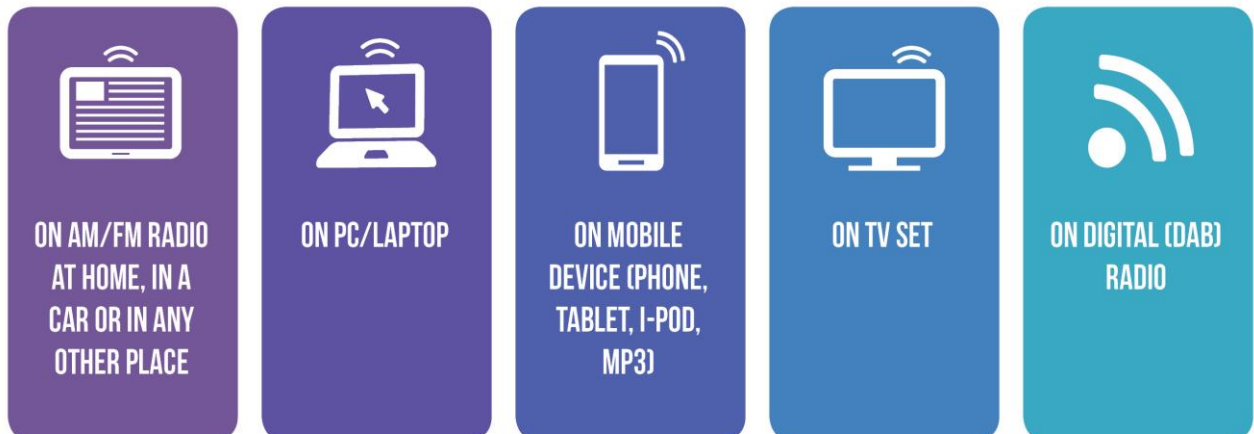 ON AM/FM RADIO
AT HOME, IN A
CAR OR IN ANY
OTHER PLACE
ON PC/LAPTOP
ON MOBILE
DEVICE (PHONE,
TABLET, I-POD,
MP3)
ON TV SET
ON DIGITAL (DAB)
RADIO